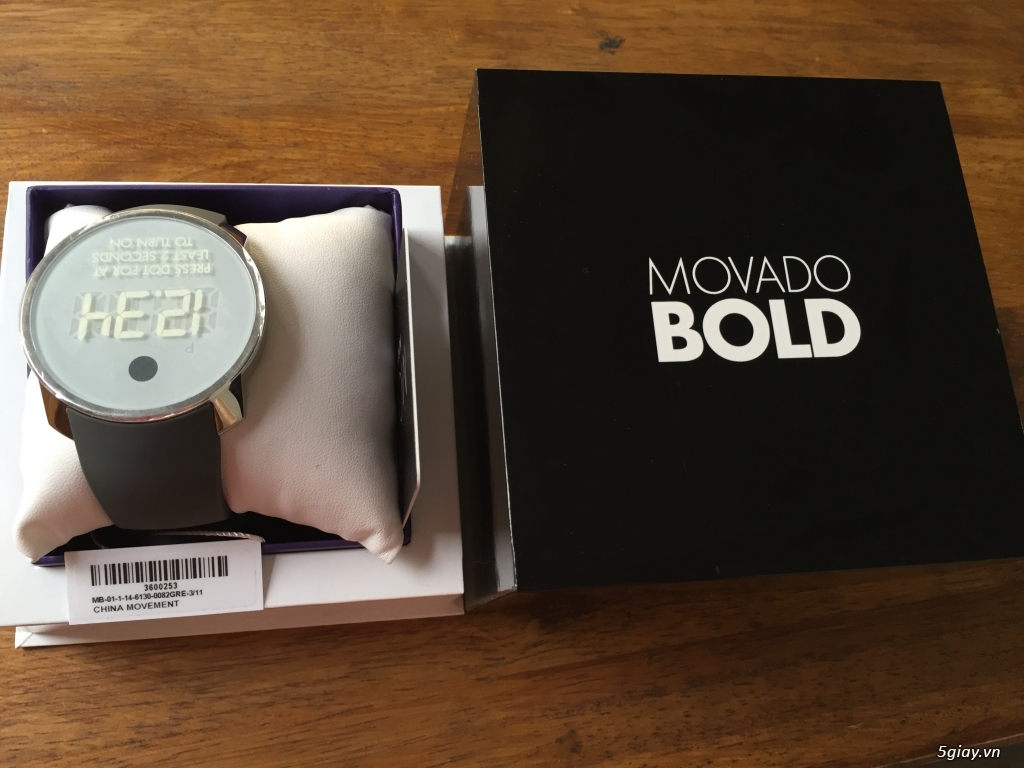 P
12:34
PRESS DOT FOR AT
LEAST 2 SECONDS
TO TURN ON
3600253
MB-01-1-14-6130-0082GRE-3/11
CHINA MOVEMENT
MOVADO
BOLD
5giay.vn